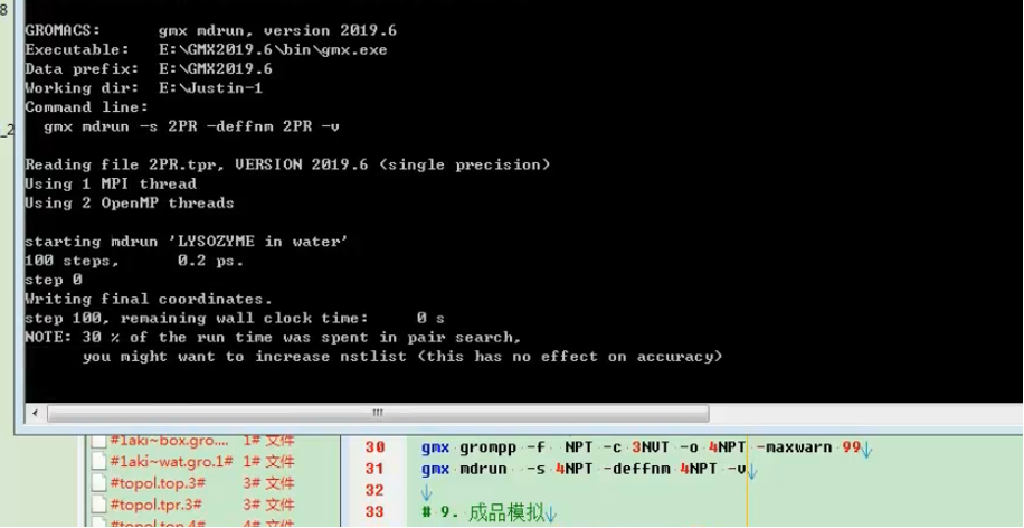 8
GROMACS: gmx mdrun, version 2019.6
Executable: E:\GMX2019.6\bin\gmx.exe
Data prefix: E:\GMX2019.6
Working dir: E:\Justin-1
Command line:
gmx mdrun -s 2PR -deffnm 2PR -v
_2
Reading file 2PR.tpr, VERSION 2019.6 (single precision)
Using 1 MPI thread
Using 2 OpenMP threads
starting mdrun 'LYSOZYME in water'
100 steps, 0.2 ps.
step 0
Writing final coordinates.
step 100, remaining wall clock time: 0 s
NOTE: 30 % of the run time was spent in pair search,
you might want to increase nstlist (this has no effect on accuracy)
#1aki~box.gro.... 1# 文件
#1aki~wat.gro.1# 1# 文件
#topol.top.3# 3# 文件
#topol.tpr.3# 3# 文件
#topol.top.4# 4# 文件
30 gmx grompp -f NPT -c 3NVT -o 4NPT -maxwarn 99↓
31 gmx mdrun -s 4NPT -deffnm 4NPT -v↓
32 ↓
33 # 9. 成品模拟↓